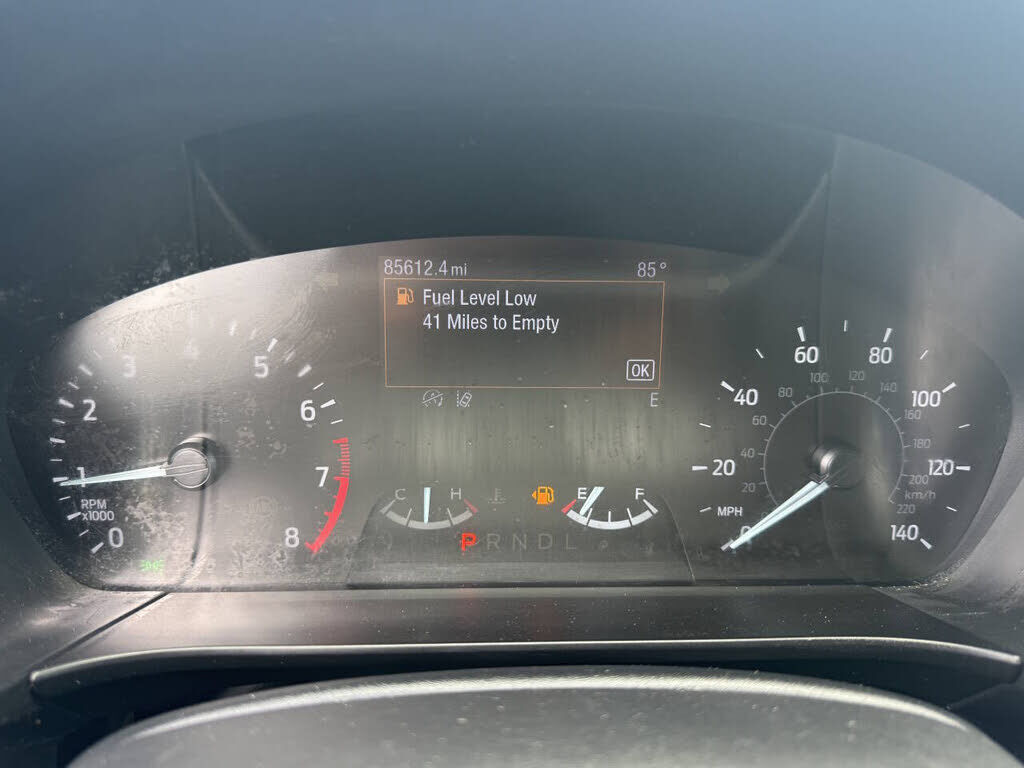 85612.4 mi 85°
Fuel Level Low
41 Miles to Empty
OK
E
0 1 2 3 5 6 7 8
RPM
x1000
C H
E F
P R N D L
0 20 40 60 80 100 120 140
MPH
20 40 60 80 100 120 140 160 180 200 220
km/h